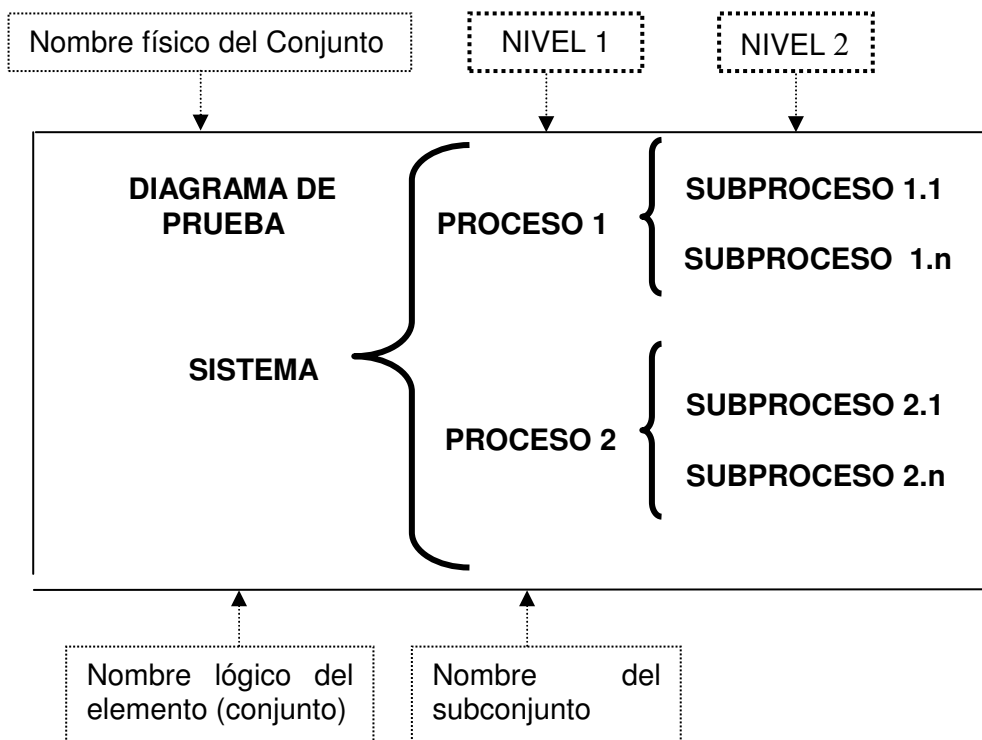 Nombre físico del Conjunto
NIVEL 1
NIVEL 2
DIAGRAMA DE
PRUEBA
SISTEMA
PROCESO 1
SUBPROCESO 1.1
SUBPROCESO 1.n
PROCESO 2
SUBPROCESO 2.1
SUBPROCESO 2.n
Nombre lógico del
elemento (conjunto)
Nombre del
subconjunto